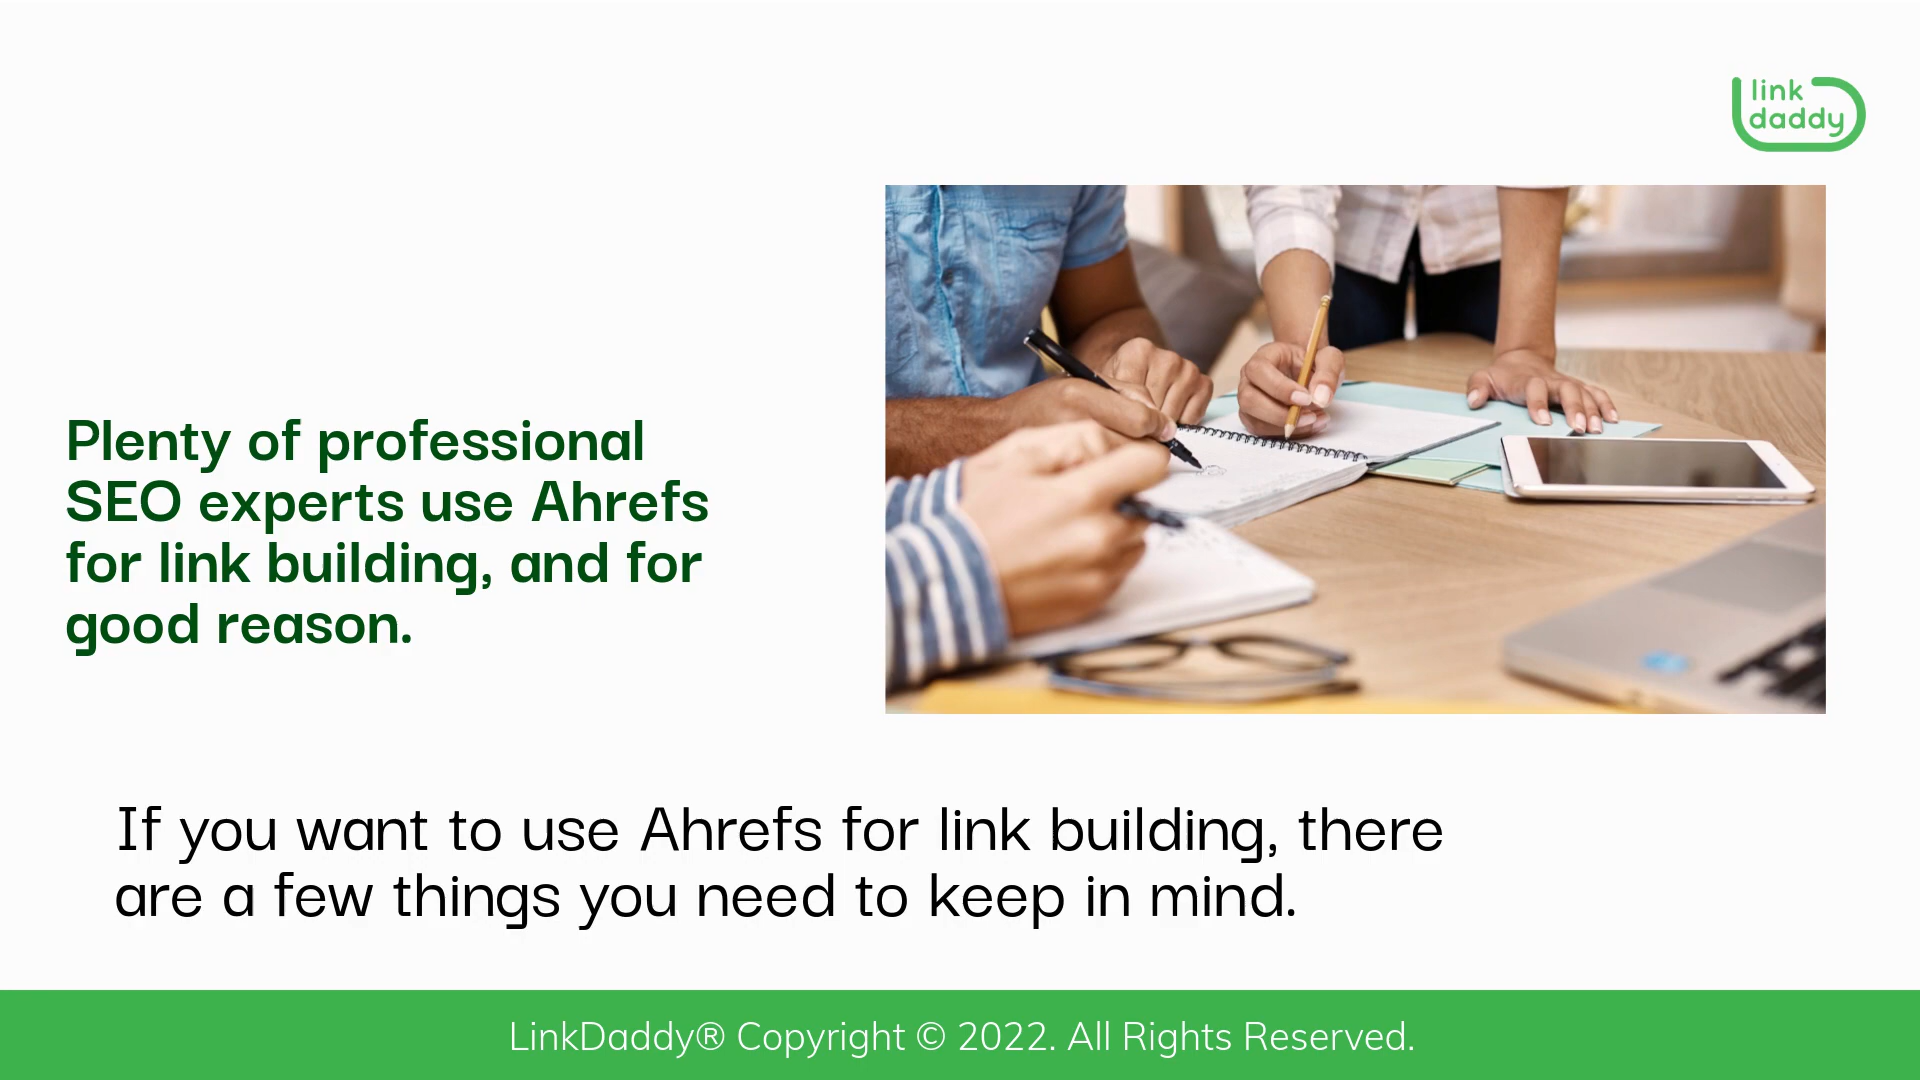 link
daddy
Plenty of professional
SEO experts use Ahrefs
for link building, and for
good reason.
If you want to use Ahrefs for link building, there
are a few things you need to keep in mind.
LinkDaddy® Copyright © 2022. All Rights Reserved.